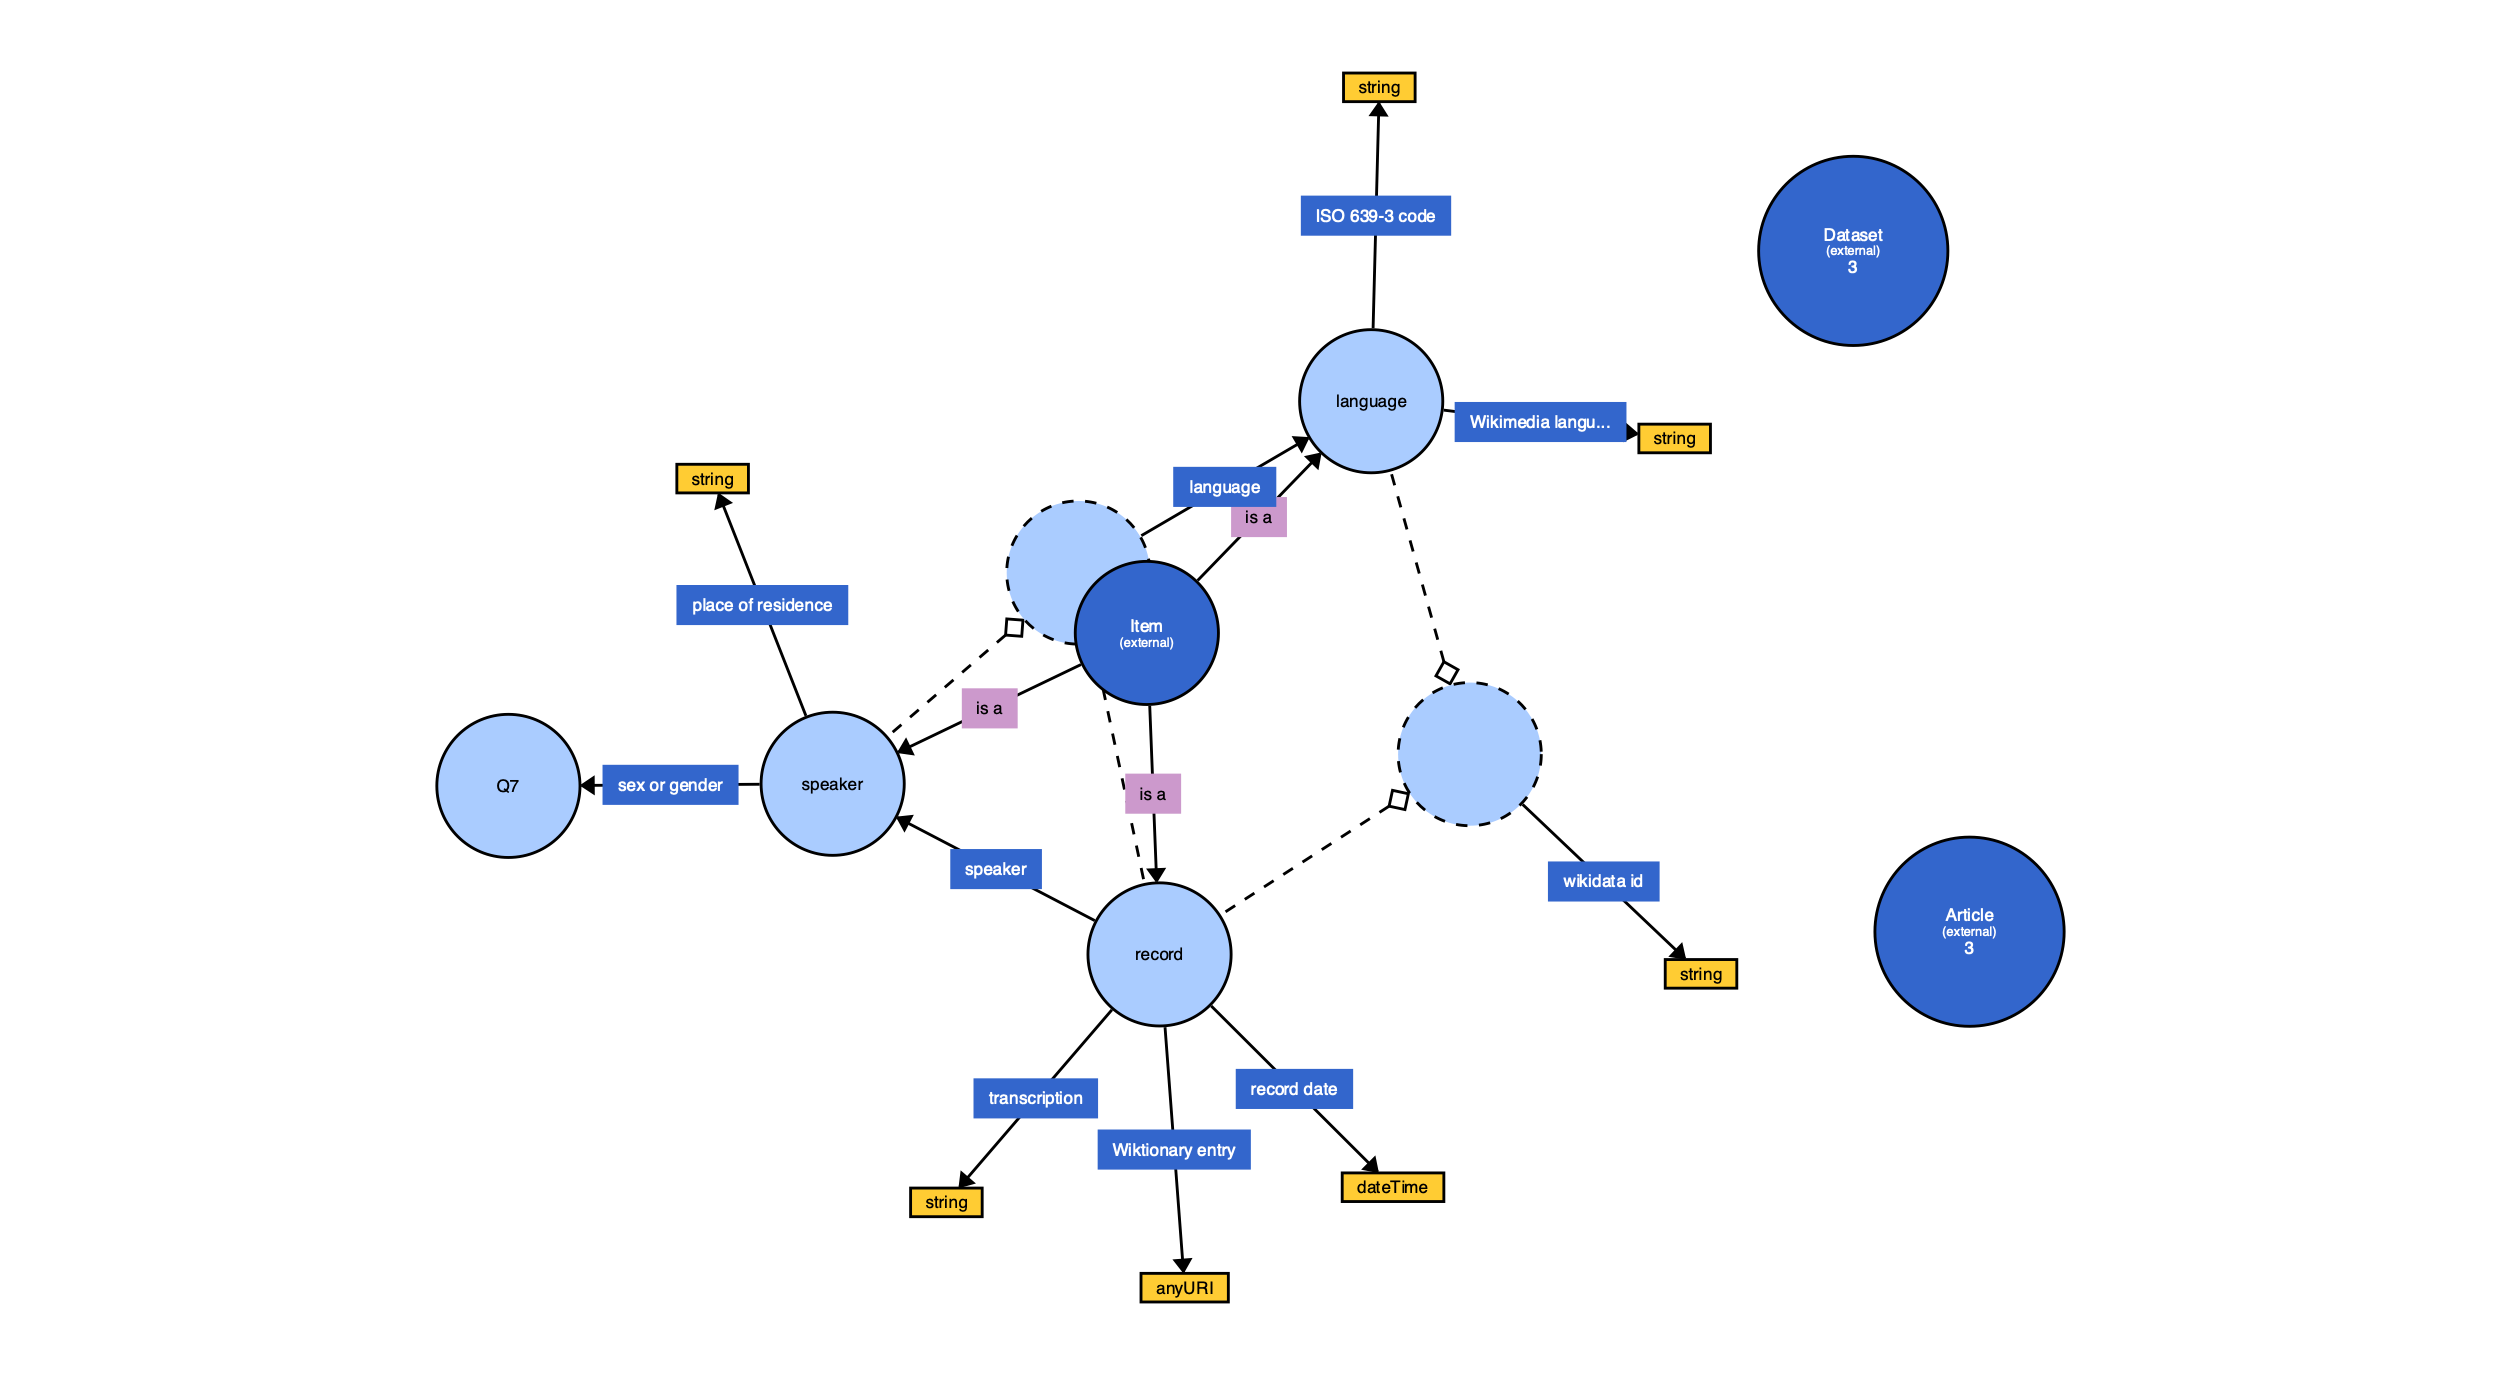 string
ISO 639-3 code
Dataset
(external)
3
language
Wikimedia langu...
string
string
language
is a
place of residence
Item
(external)
is a
Q7
sex or gender
speaker
is a
speaker
wikidata id
Article
(external)
3
record
string
record date
transcription
Wiktionary entry
dateTime
string
anyURI